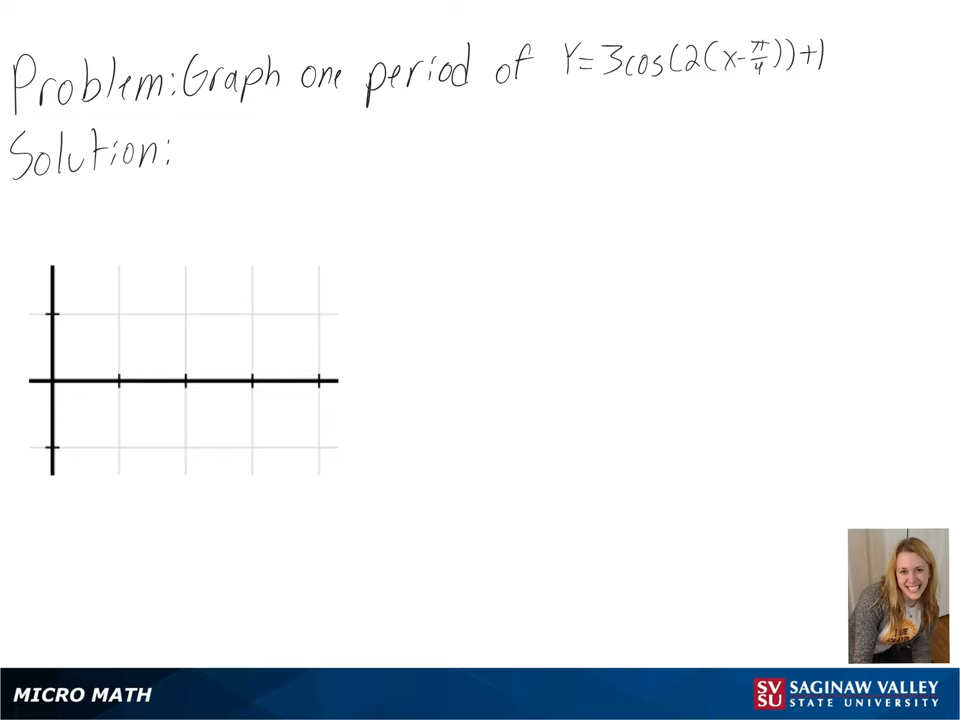 Problem: Graph one period of Y=3cos(2(x-π/4))+1
Solution:
MICRO MATH
SV SU SAGINAW VALLEY
STATE UNIVERSITY